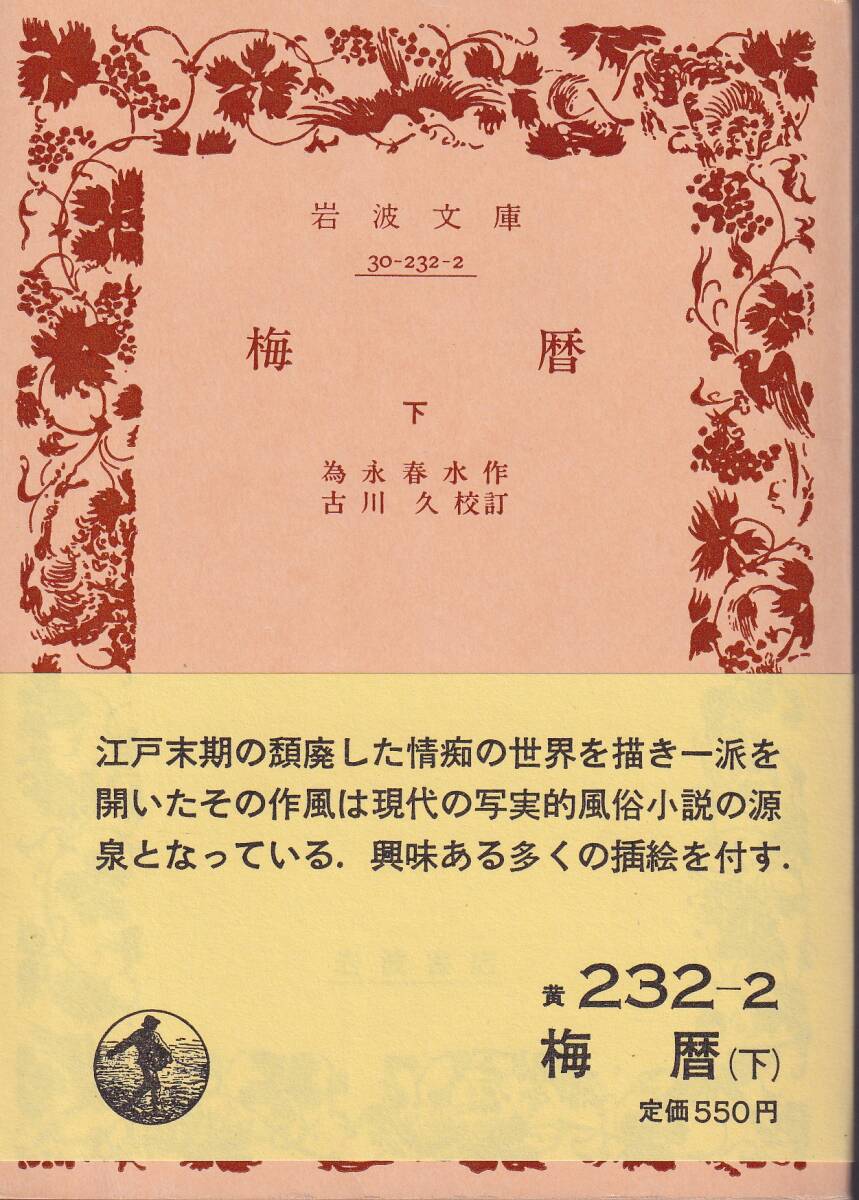 岩波文庫
30-232-2
梅暦
下
為永春水作
古川久校訂
江戸末期の頽廃した情痴の世界を描き一派を
開いたその作風は現代の写実的風俗小説の源
泉となっている．興味ある多くの挿絵を付す．
黄 232-2
梅暦(下)
定価550円